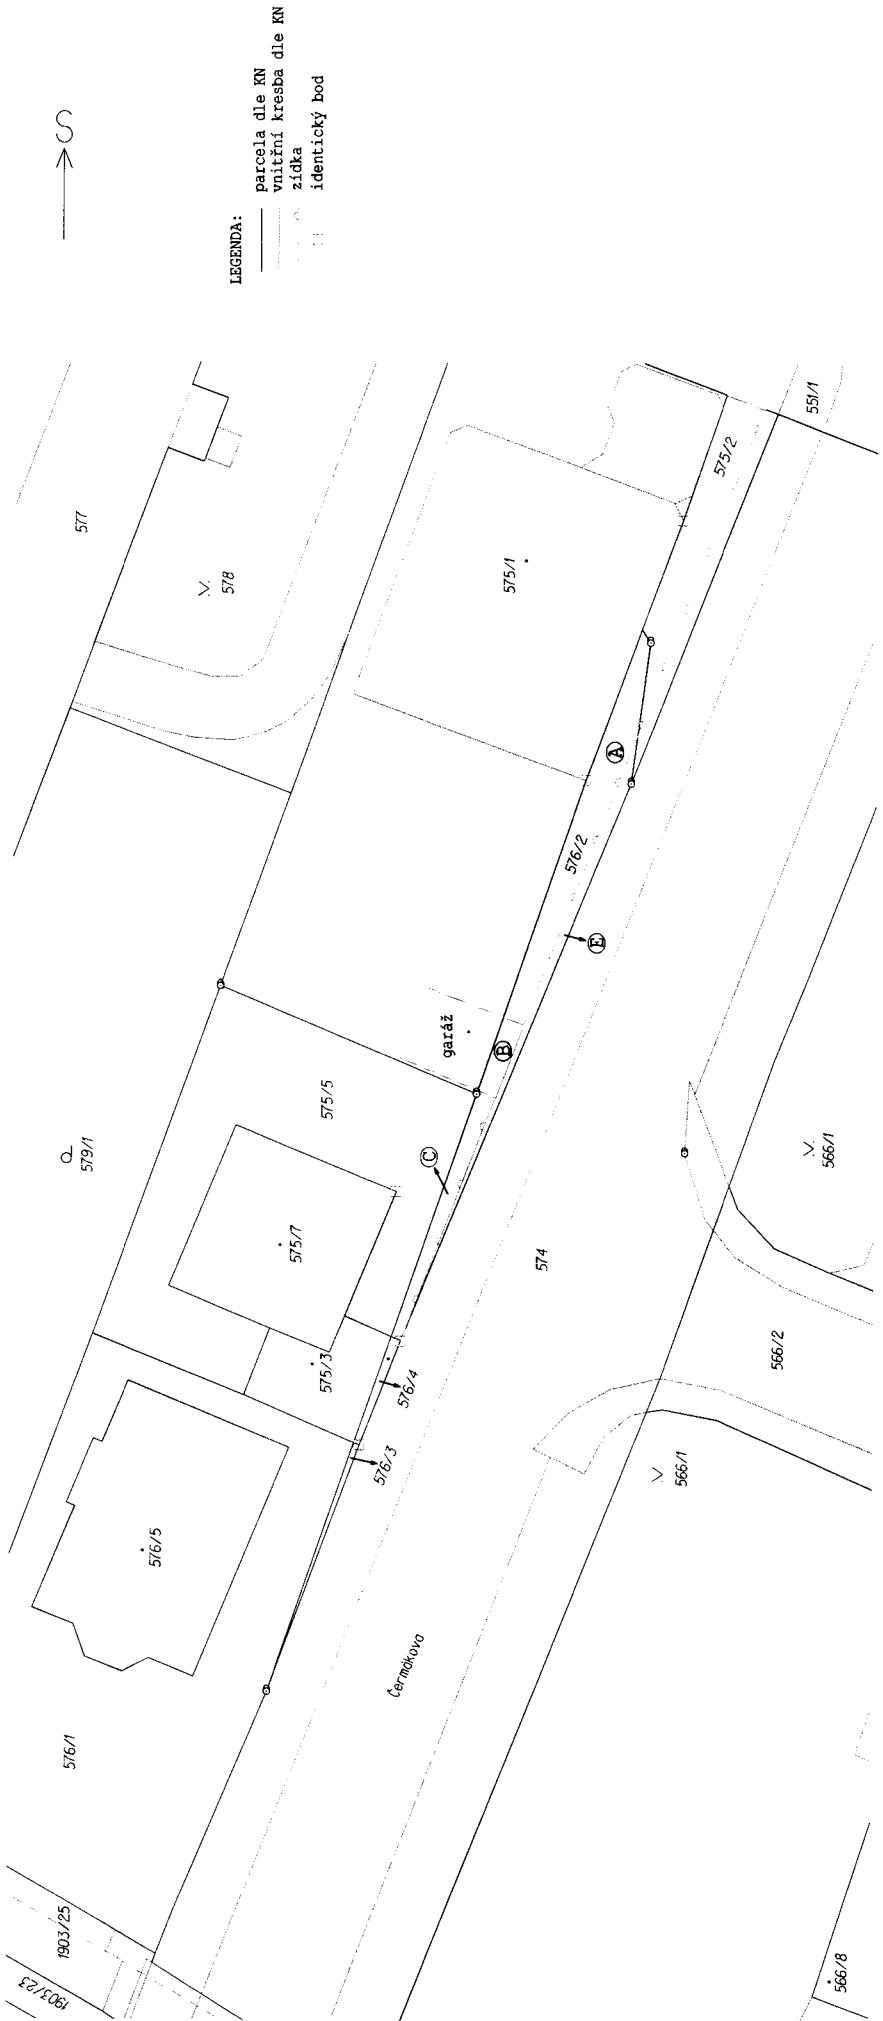 S
LEGENDA:
parcela dle KN
vnitřní kresba dle KN
zídka
identický bod
551/1
575/2
577
578
575/1
A
576/2
E
garáž
B
575/5
579/1
C
566/1
575/7
574
575/3
566/2
576/4
576/3
566/1
576/5
Čermákova
576/1
1903/25
1903/23
566/8